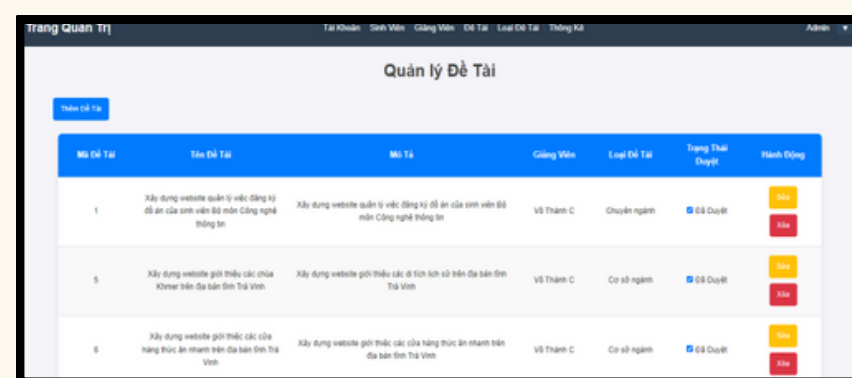 Trang Quản Trị Tài Khoản Sinh Viên Giảng Viên Đề Tài Loại Đề Tài Thống Kê Admin
Quản lý Đề Tài
Thêm Đề Tài
Mã Đề Tài Tên Đề Tài Mô Tả Giảng Viên Loại Đề Tài Trạng Thái Duyệt Hành Động
1
Xây dựng website quản lý việc đăng ký
đồ án của sinh viên Bộ môn Công nghệ
thông tin
Xây dựng website quản lý việc đăng ký đồ án của sinh viên Bộ
môn Công nghệ thông tin
Võ Thành C
Chuyên ngành
Đã Duyệt
Sửa
Xóa
5
Xây dựng website giới thiệu các chùa
Khmer trên địa bàn tỉnh Trà Vinh
Xây dựng website giới thiệu các di tích lịch sử trên địa bàn tỉnh
Trà Vinh
Võ Thành C
Cơ sở ngành
Đã Duyệt
Sửa
Xóa
6
Xây dựng website giới thiệu các cửa
hàng thức ăn nhanh trên địa bàn tỉnh Trà
Vinh
Xây dựng website giới thiệu các cửa hàng thức ăn nhanh trên
địa bàn tỉnh Trà Vinh
Võ Thành C
Cơ sở ngành
Đã Duyệt
Sửa
Xóa